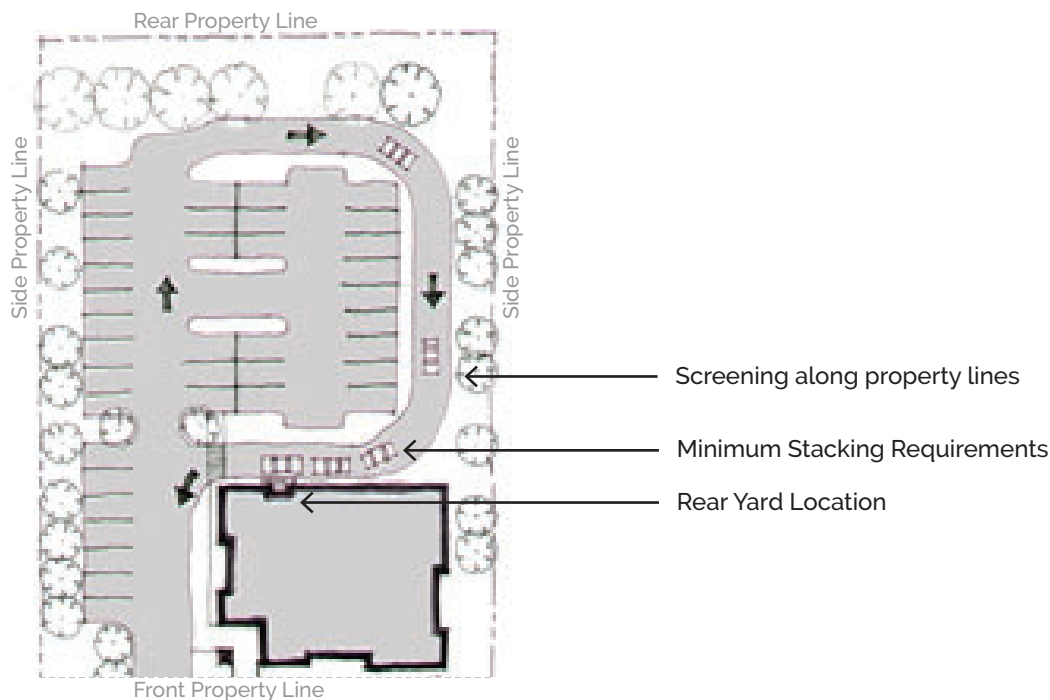 Rear Property Line
Side Property Line
Side Property Line
Screening along property lines
Minimum Stacking Requirements
Rear Yard Location
Front Property Line